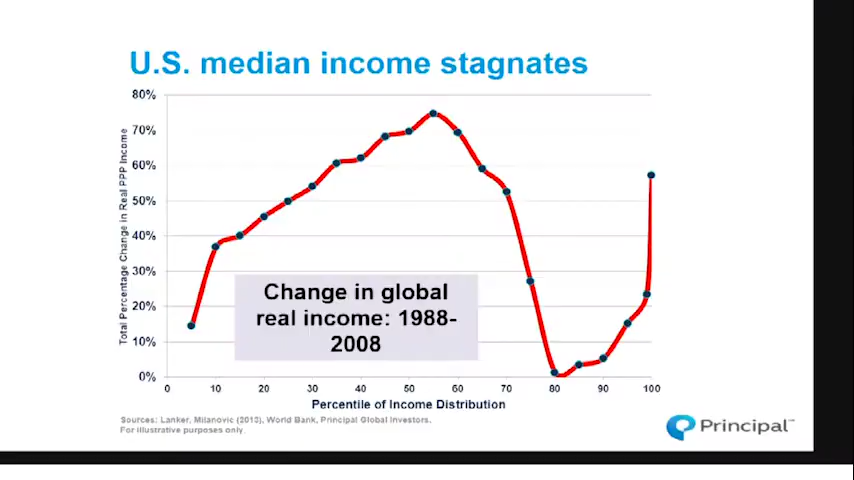 U.S. median income stagnates
80%
70%
60%
50%
40%
30%
20%
10%
0%
Total Percentage Change in Real PPP Income
Change in global
real income: 1988-
2008
0 10 20 30 40 50 60 70 80 90 100
Percentile of Income Distribution
Sources: Lanker, Milanovic (2013), World Bank, Principal Global Investors.
For illustrative purposes only.
Principal™